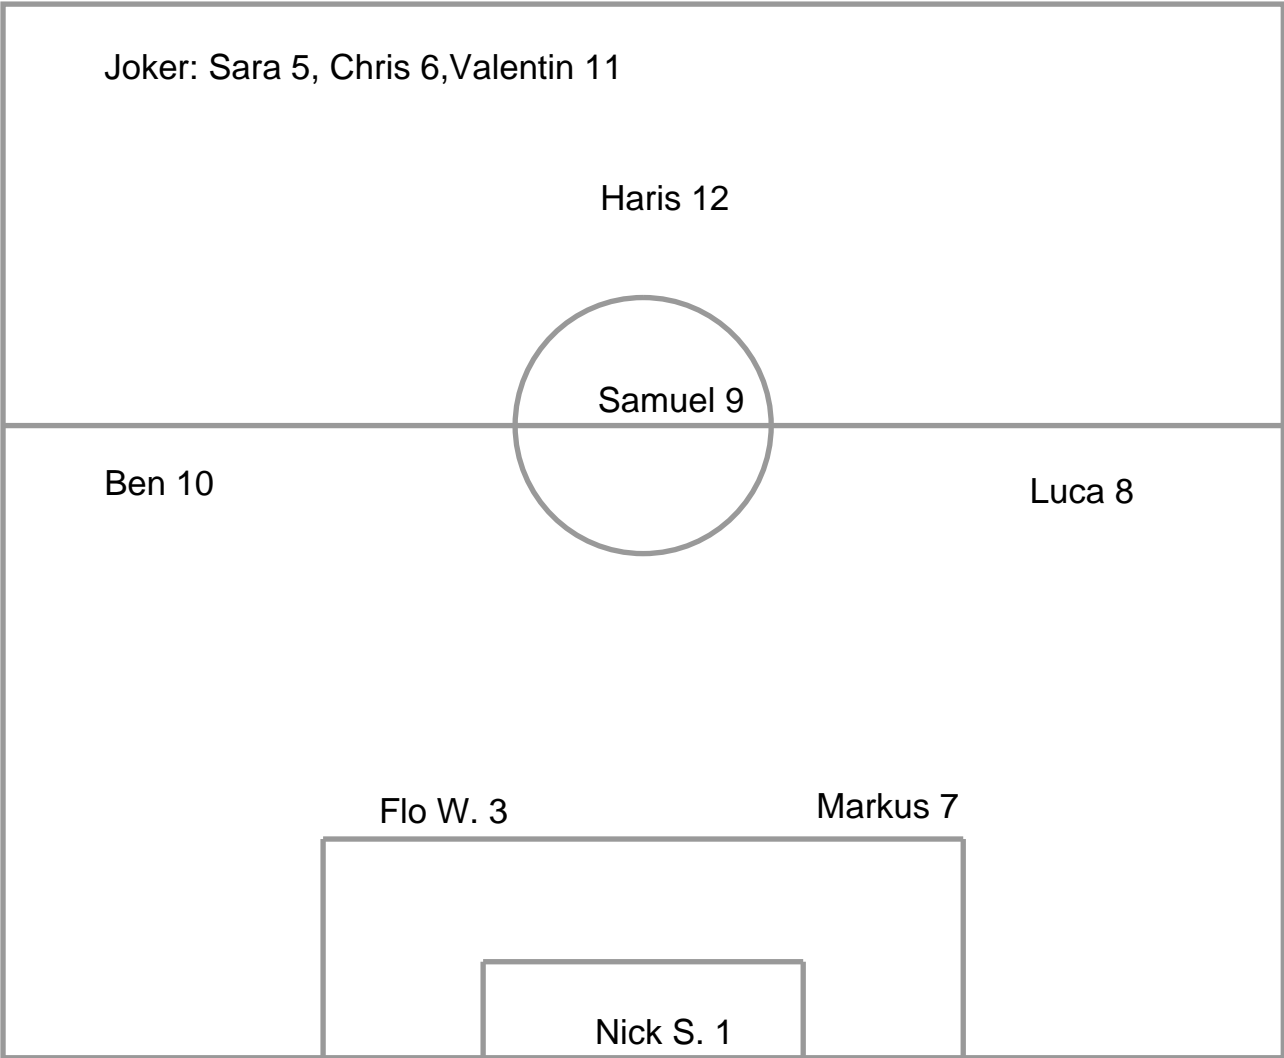 Joker: Sara 5, Chris 6,Valentin 11
Haris 12
Samuel 9
Ben 10
Luca 8
Flo W. 3
Markus 7
Nick S. 1